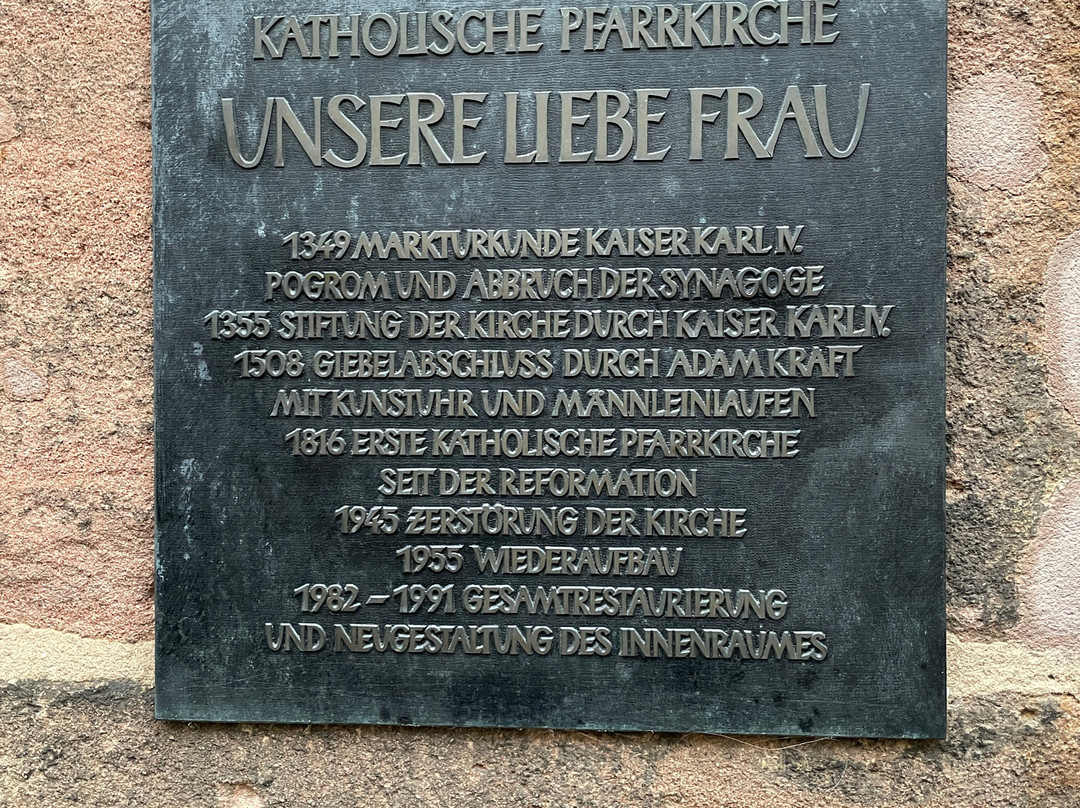 KATHOLISCHE PFARRKIRCHE
UNSERE LIEBE FRAU
1349 MARKTURKUNDE KAISER KARL IV.
POGROM UND ABBRUCH DER SYNAGOGE
1355 STIFTUNG DER KIRCHE DURCH KAISER KARL IV.
1508 GIEBELABSCHLUSS DURCH ADAM KRAFT
MIT KUNSTUHR UND MÄNNLEINLAUFEN
1816 ERSTE KATHOLISCHE PFARRKIRCHE
SEIT DER REFORMATION
1945 ZERSTÖRUNG DER KIRCHE
1955 WIEDERAUFBAU
1982 – 1991 GESAMTRESTAURIERUNG
UND NEUGESTALTUNG DES INNENRAUMES